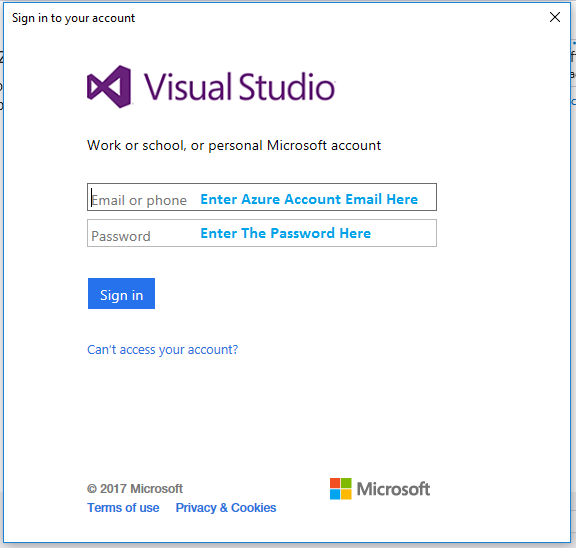 Sign in to your account
Visual Studio
Work or school, or personal Microsoft account
Email or phone Enter Azure Account Email Here
Password Enter The Password Here
Sign in
Can't access your account?
© 2017 Microsoft
Microsoft
Terms of use Privacy & Cookies